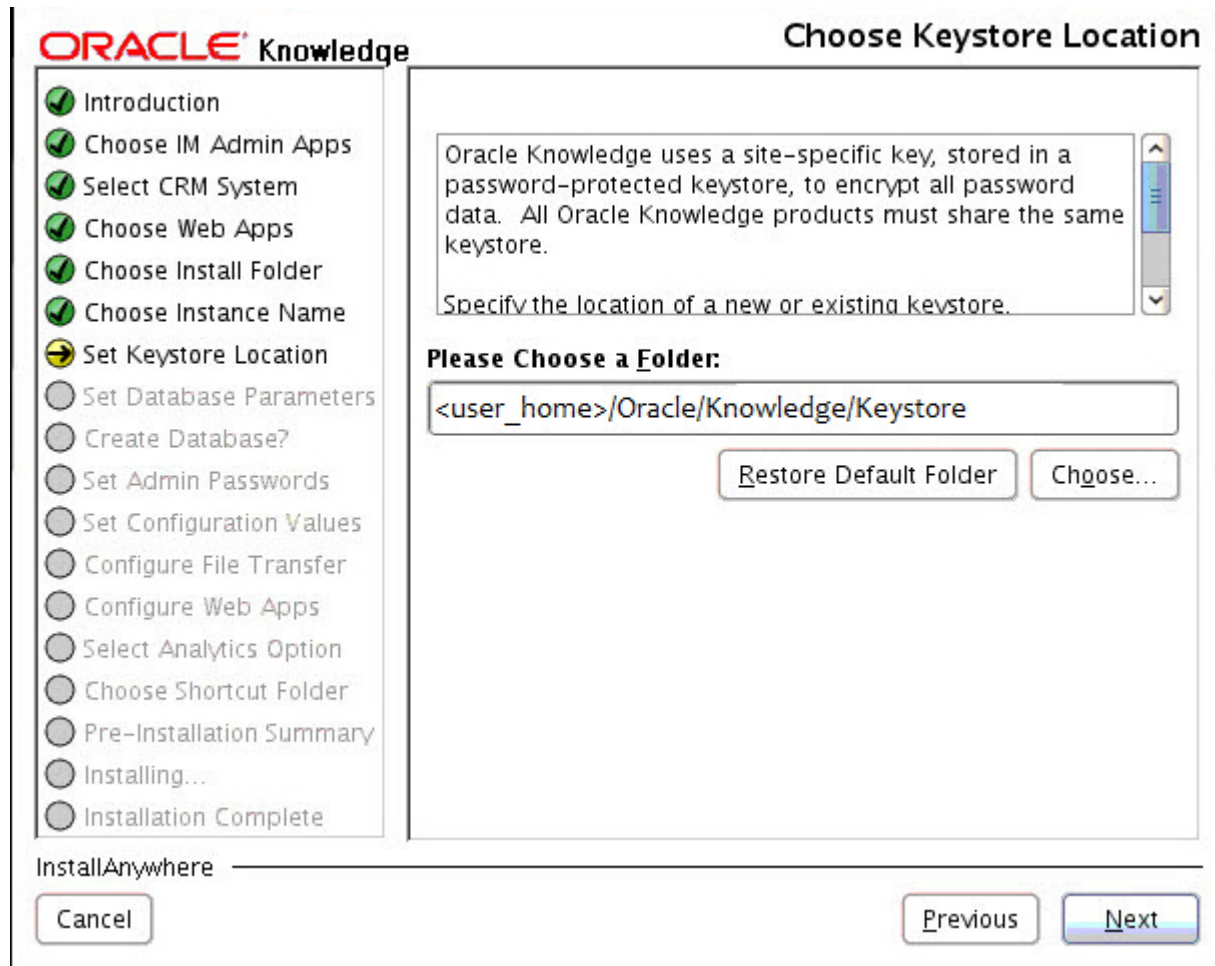 ORACLE Knowledge
Choose Keystore Location
Introduction
Choose IM Admin Apps
Select CRM System
Choose Web Apps
Choose Install Folder
Choose Instance Name
Set Keystore Location
Set Database Parameters
Create Database?
Set Admin Passwords
Set Configuration Values
Configure File Transfer
Configure Web Apps
Select Analytics Option
Choose Shortcut Folder
Pre-Installation Summary
Installing...
Installation Complete
Oracle Knowledge uses a site-specific key, stored in a
password-protected keystore, to encrypt all password
data. All Oracle Knowledge products must share the same
keystore.
Specify the location of a new or existing keystore.
Please Choose a Folder:
<user_home>/Oracle/Knowledge/Keystore
Restore Default Folder
Choose...
InstallAnywhere
Cancel
Previous
Next